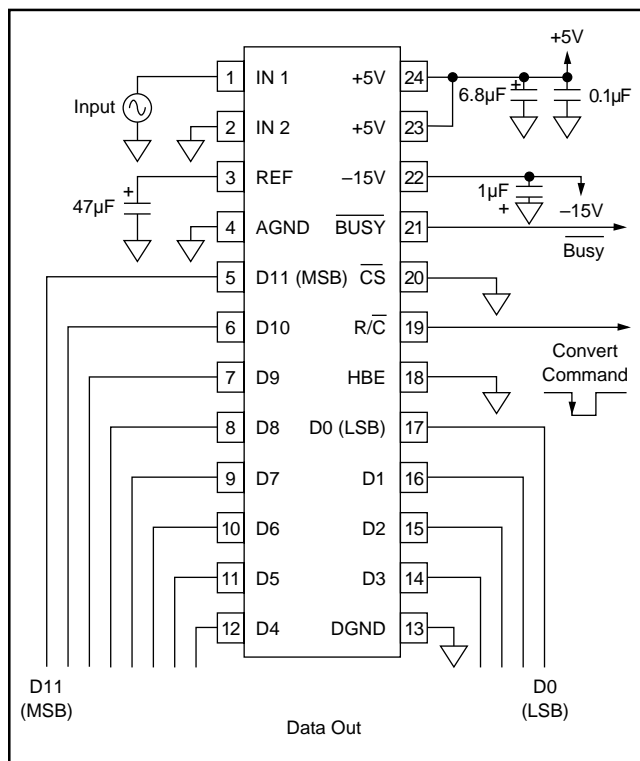 +5V
1 IN 1 +5V 24
6.8µF + 0.1µF
Input
2 IN 2 +5V 23
3 REF –15V 22
+ 47µF
1µF + –15V
4 AGND BUSY 21
Busy
5 D11 (MSB) CS 20
6 D10 R/C 19
Convert
Command
7 D9 HBE 18
8 D8 D0 (LSB) 17
9 D7 D1 16
10 D6 D2 15
11 D5 D3 14
12 D4 DGND 13
D11
(MSB)
D0
(LSB)
Data Out